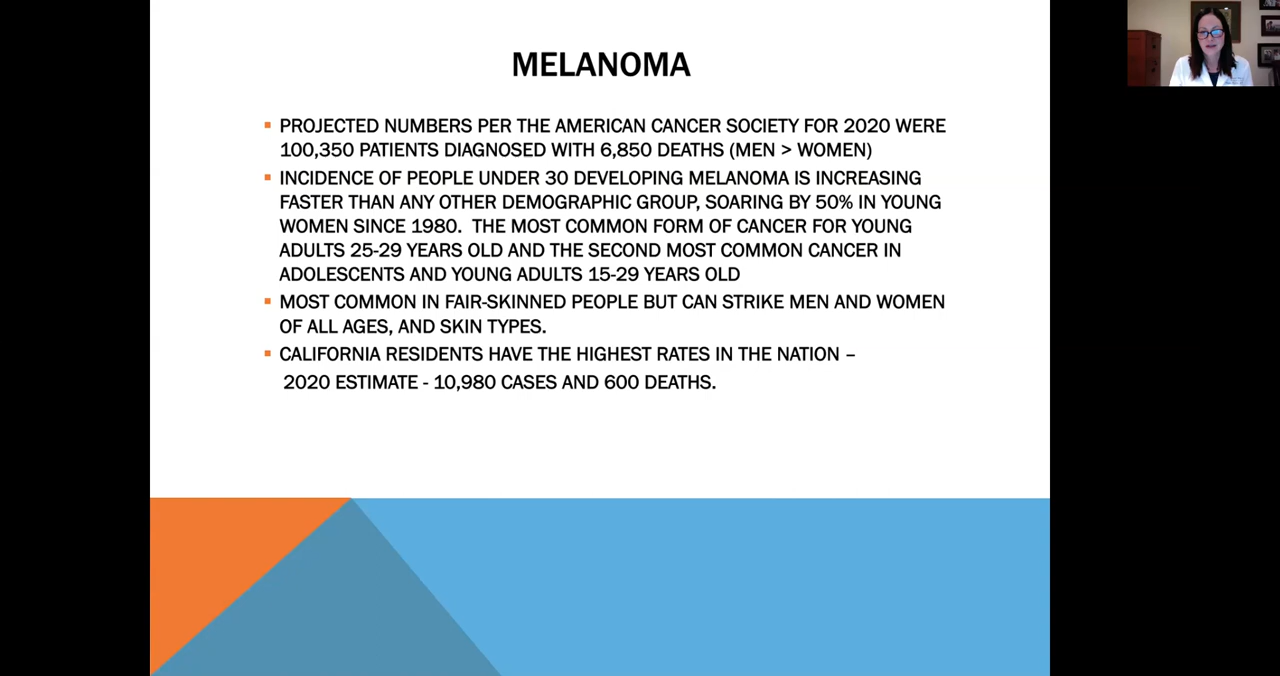 MELANOMA
PROJECTED NUMBERS PER THE AMERICAN CANCER SOCIETY FOR 2020 WERE
100,350 PATIENTS DIAGNOSED WITH 6,850 DEATHS (MEN > WOMEN)
INCIDENCE OF PEOPLE UNDER 30 DEVELOPING MELANOMA IS INCREASING
FASTER THAN ANY OTHER DEMOGRAPHIC GROUP, SOARING BY 50% IN YOUNG
WOMEN SINCE 1980. THE MOST COMMON FORM OF CANCER FOR YOUNG
ADULTS 25-29 YEARS OLD AND THE SECOND MOST COMMON CANCER IN
ADOLESCENTS AND YOUNG ADULTS 15-29 YEARS OLD
MOST COMMON IN FAIR-SKINNED PEOPLE BUT CAN STRIKE MEN AND WOMEN
OF ALL AGES, AND SKIN TYPES.
CALIFORNIA RESIDENTS HAVE THE HIGHEST RATES IN THE NATION –
2020 ESTIMATE - 10,980 CASES AND 600 DEATHS.